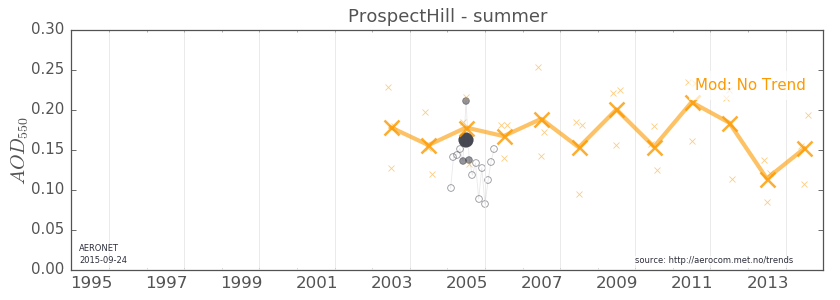 ProspectHill - summer
0.30
0.25
0.20
0.15
0.10
0.05
0.00
AOD550
Mod: No Trend
AERONET
2015-09-24
source: http://aerocom.met.no/trends
1995 1997 1999 2001 2003 2005 2007 2009 2011 2013